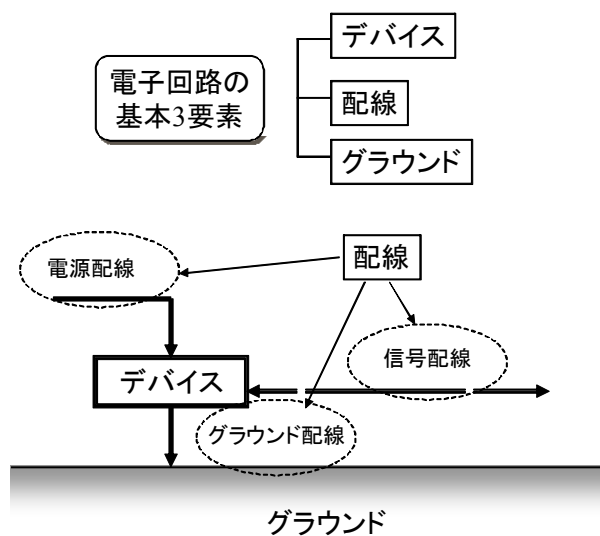 電子回路の
基本3要素
デバイス
配線
グラウンド
電源配線
配線
信号配線
デバイス
グラウンド配線
グラウンド